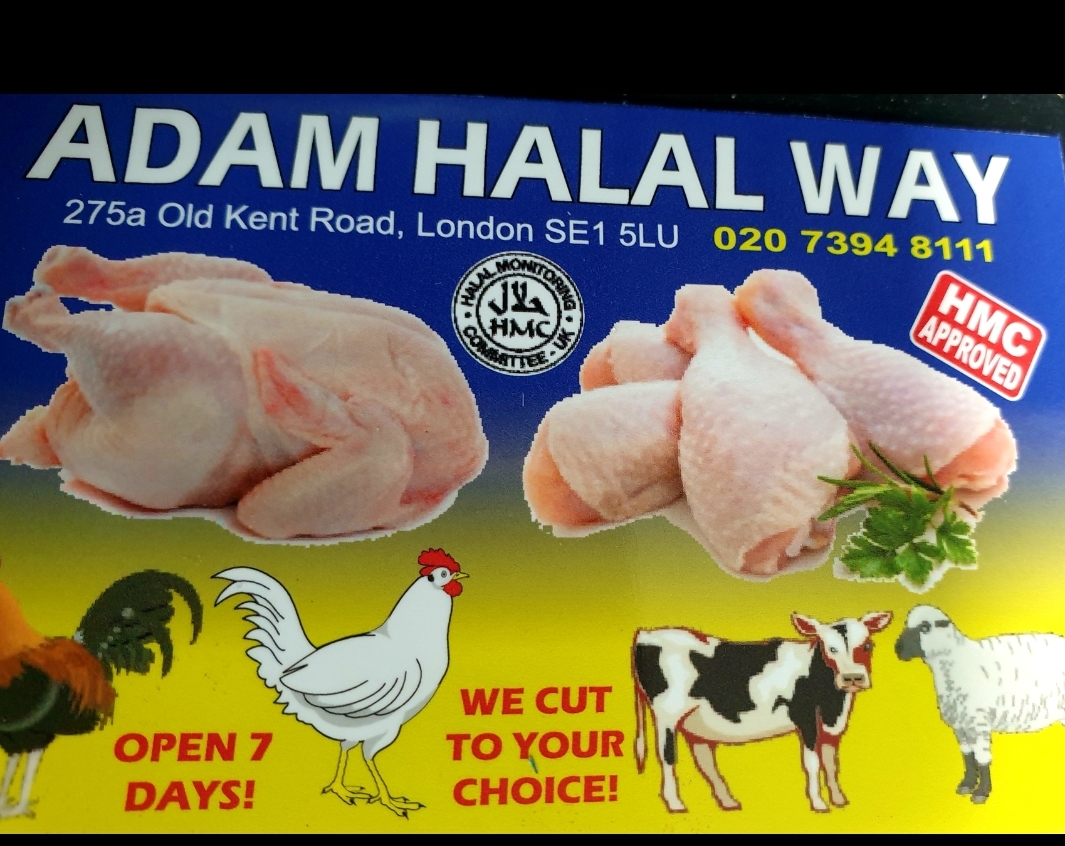 ADAM HALAL WAY
275a Old Kent Road, London SE1 5LU 020 7394 8111
HALAL MONITORING
حلال
HMC
COMMITTEE - UK
HMC
APPROVED
OPEN 7
DAYS!
WE CUT
TO YOUR
CHOICE!